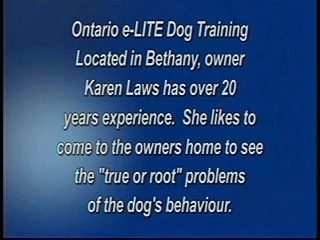 Ontario e-LITE Dog Training
Located in Bethany, owner
Karen Laws has over 20
years experience.  She likes to
come to the owners home to see
the "true or root" problems
of the dog's behaviour.